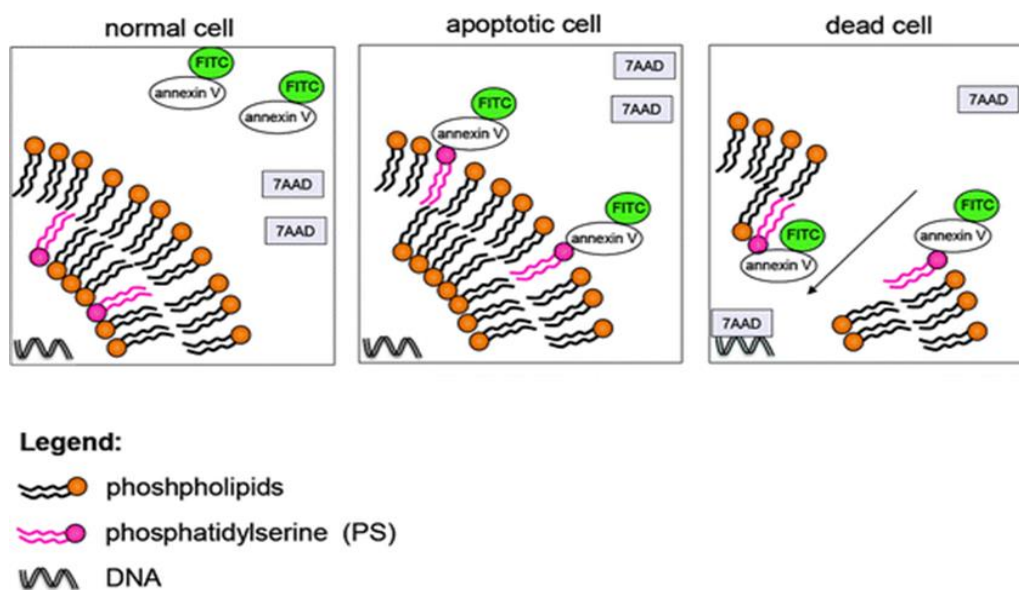 normal cell
FITC
annexin V
FITC
annexin V
7AAD
7AAD
apoptotic cell
7AAD
7AAD
FITC
annexin V
FITC
annexin V
dead cell
7AAD
FITC
annexin V
FITC
annexin V
7AAD
Legend:
phoshpholipids
phosphatidylserine (PS)
DNA